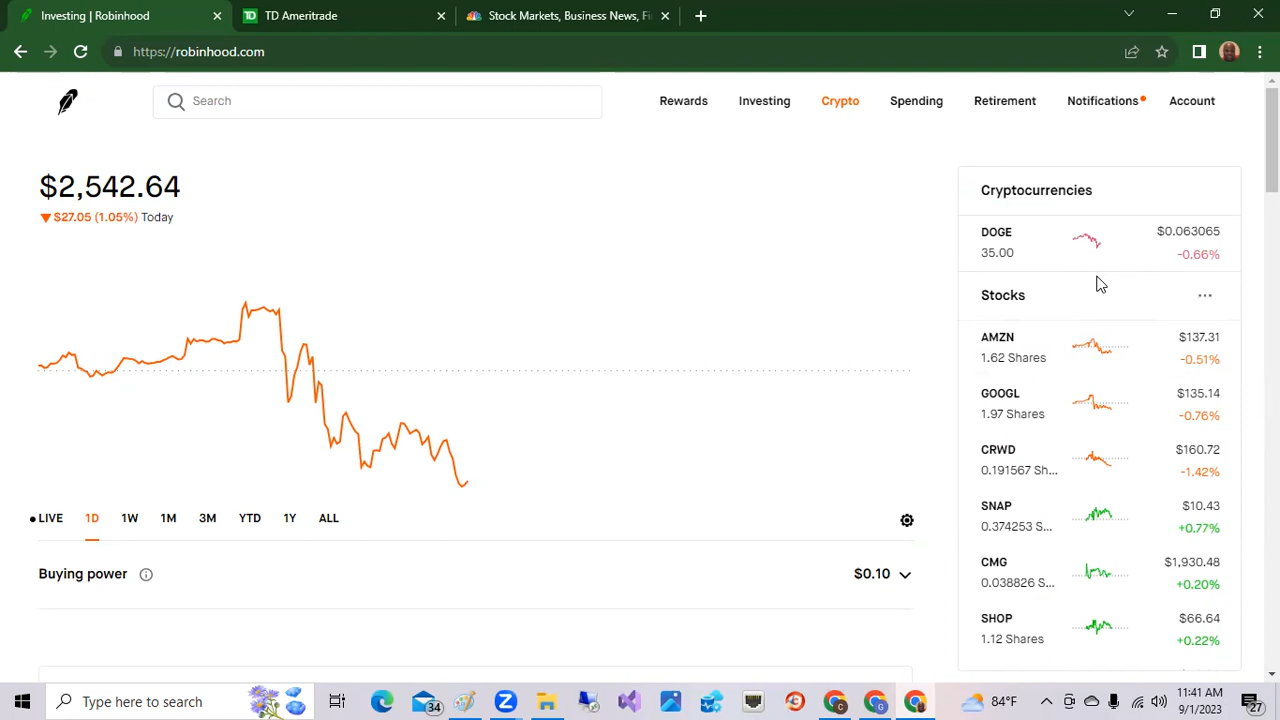 Investing | Robinhood
TD Ameritrade
Stock Markets, Business News, Fi
https://robinhood.com
Search
Rewards
Investing
Crypto
Spending
Retirement
Notifications
Account
$2,542.64
$27.05 (1.05%) Today
LIVE
1D
1W
1M
3M
YTD
1Y
ALL
Buying power
$0.10
Cryptocurrencies
DOGE
35.00
$0.063065
-0.66%
Stocks
AMZN
1.62 Shares
$137.31
-0.51%
GOOGL
1.97 Shares
$135.14
-0.76%
CRWD
0.191567 Sh...
$160.72
-1.42%
SNAP
0.374253 S...
$10.43
+0.77%
CMG
0.038826 S...
$1,930.48
+0.20%
SHOP
1.12 Shares
$66.64
+0.22%
Type here to search
34
84°F
11:41 AM
9/1/2023
27